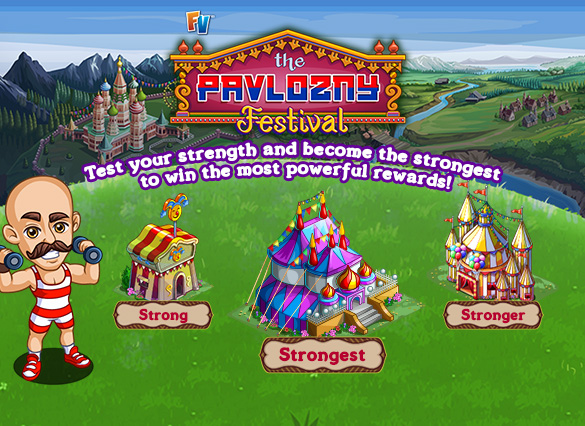 FV
the
PAVLOZNY
Festival
Test your strength and become the strongest
to win the most powerful rewards!
Strong
Strongest
Stronger